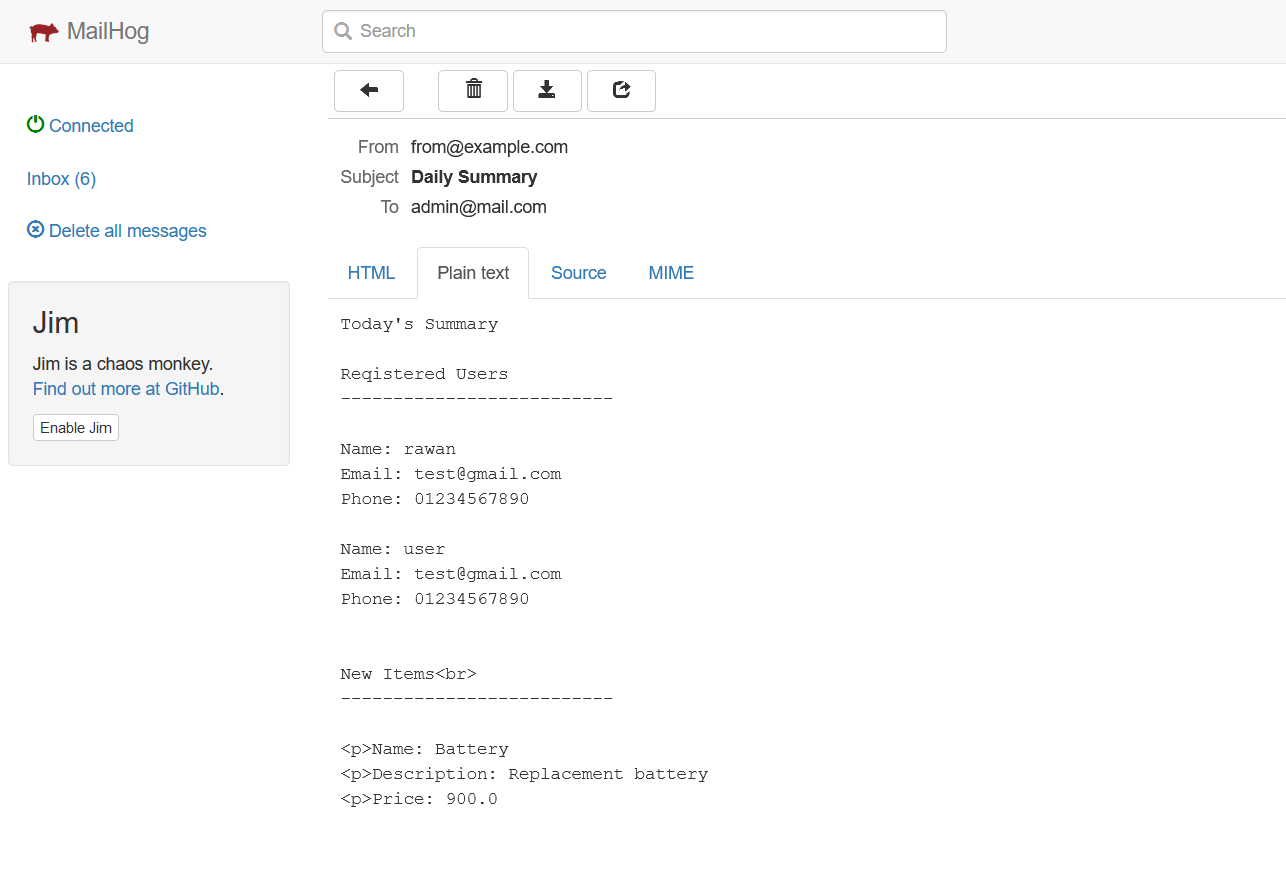 MailHog
Search
Connected
Inbox (6)
Delete all messages
Jim
Jim is a chaos monkey.
Find out more at GitHub.
Enable Jim
From from@example.com
Subject Daily Summary
To admin@mail.com
HTML Plain text Source MIME
Today's Summary
Reqistered Users
--------------------------
Name: rawan
Email: test@gmail.com
Phone: 01234567890
Name: user
Email: test@gmail.com
Phone: 01234567890
New Items<br>
--------------------------
<p>Name: Battery
<p>Description: Replacement battery
<p>Price: 900.0